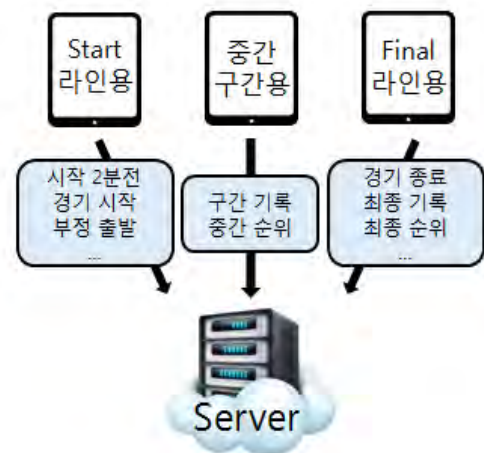 Start
라인용
중간
구간용
Final
라인용
시작 2분전
경기 시작
부정 출발
...
구간 기록
중간 순위
경기 종료
최종 기록
최종 순위
...
Server